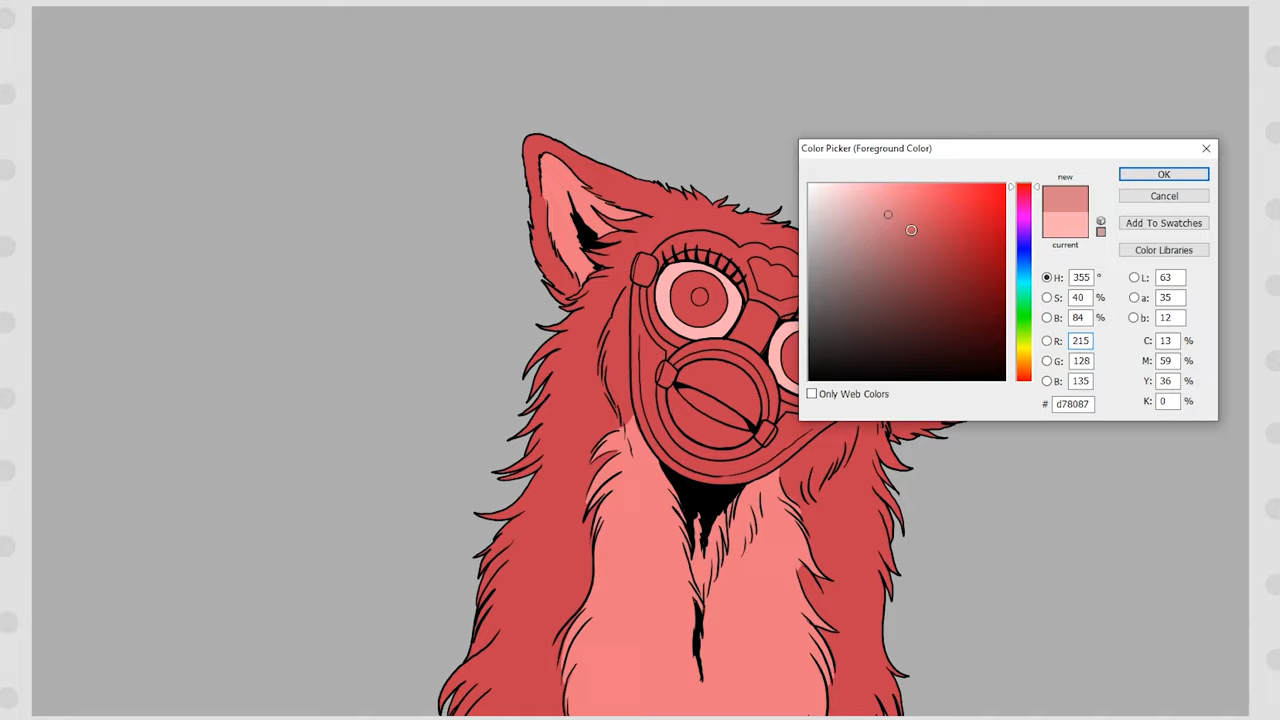 Color Picker (Foreground Color)
new
OK
Cancel
Add To Swatches
current
Color Libraries
H: 355 ° L: 63
S: 40 % a: 35
B: 84 % b: 12
R: 215 C: 13 %
G: 128 M: 59 %
B: 135 Y: 36 %
Only Web Colors
# d78087 K: 0 %